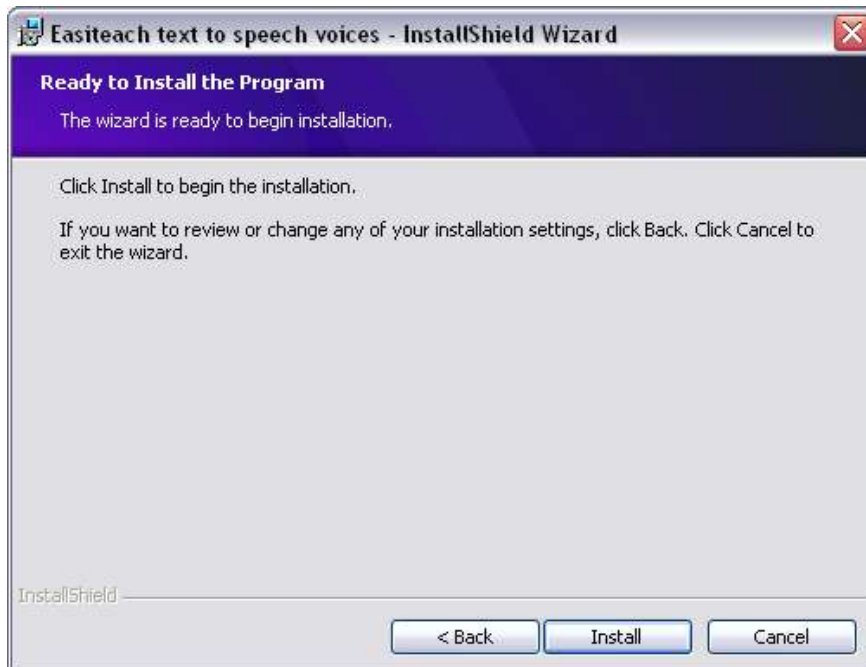 Easiteach text to speech voices - InstallShield Wizard
Ready to Install the Program
The wizard is ready to begin installation.
Click Install to begin the installation.
If you want to review or change any of your installation settings, click Back. Click Cancel to
exit the wizard.
InstallShield
< Back
Install
Cancel